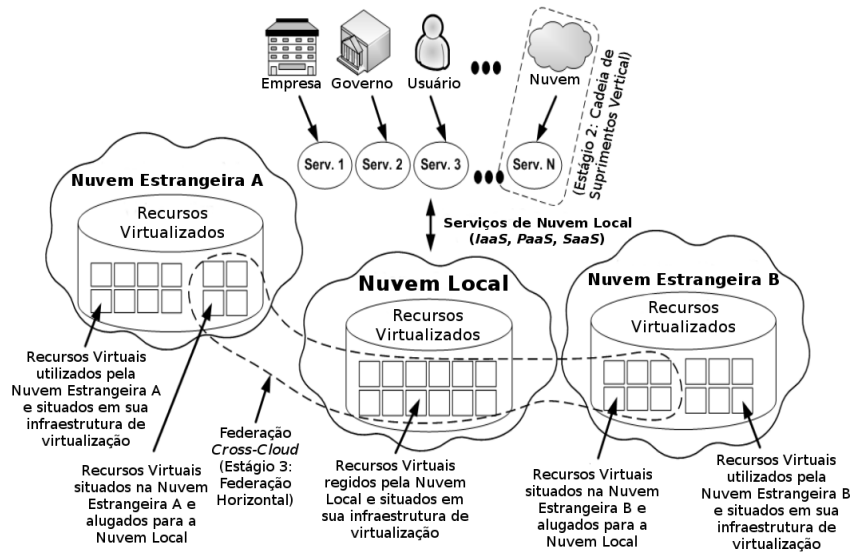 Empresa
Governo
Usuário
Nuvem
(Estágio 2: Cadeia de
Suprimentos Vertical)
Serv. 1
Serv. 2
Serv. 3
Serv. N
Serviços de Nuvem Local
(IaaS, PaaS, SaaS)
Nuvem Estrangeira A
Recursos
Virtualizados
Nuvem Local
Recursos
Virtualizados
Nuvem Estrangeira B
Recursos
Virtualizados
Recursos Virtuais
utilizados pela
Nuvem Estrangeira A
e situados em sua
infraestrutura de
virtualização
Recursos Virtuais
situados na Nuvem
Estrangeira A e
alugados para a
Nuvem Local
Federação
Cross-Cloud
(Estágio 3:
Federação
Horizontal)
Recursos Virtuais
regidos pela Nuvem
Local e situados em
sua infraestrutura de
virtualização
Recursos Virtuais
situados na Nuvem
Estrangeira B e
alugados para a
Nuvem Local
Recursos Virtuais
utilizados pela
Nuvem Estrangeira B
e situados em sua
infraestrutura de
virtualização